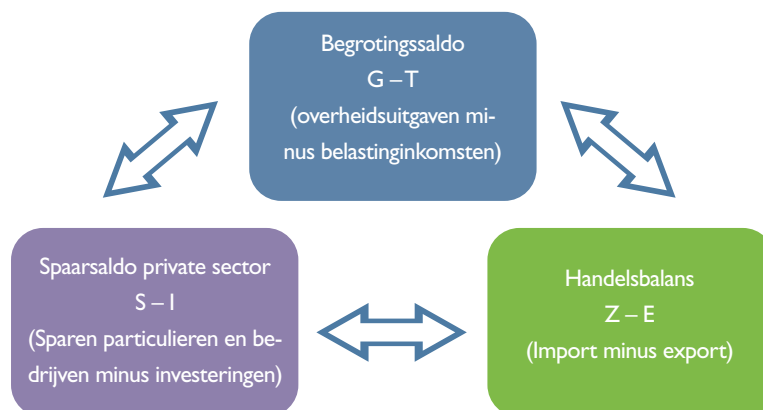 Begrotingssaldo
G – T
(overheidsuitgaven mi-
nus belastinginkomsten)
Spaarsaldo private sector
S – I
(Sparen particulieren en be-
drijven minus investeringen)
Handelsbalans
Z – E
(Import minus export)